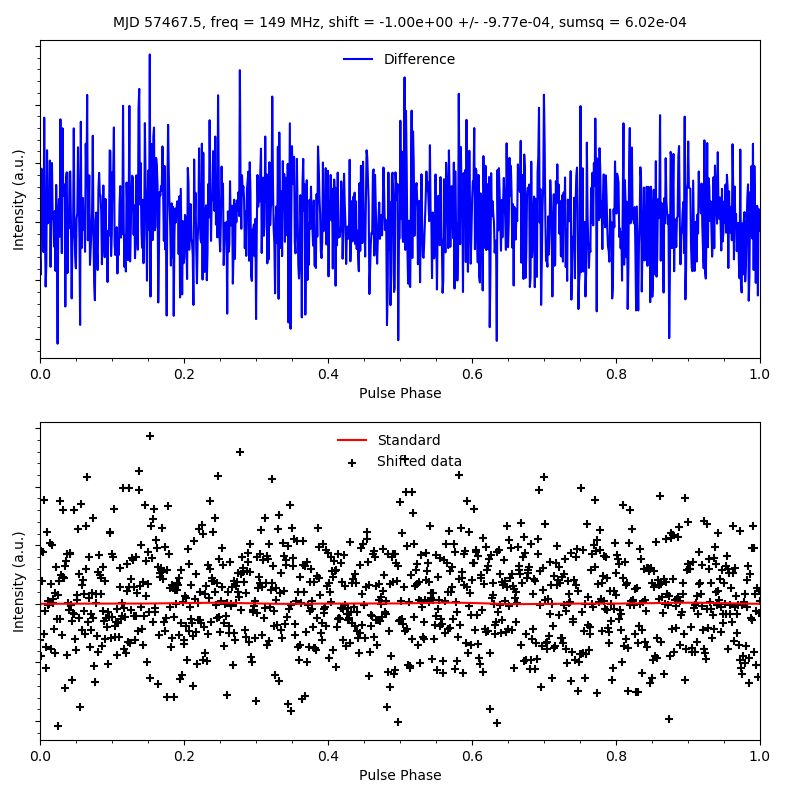 MJD 57467.5, freq = 149 MHz, shift = -1.00e+00 +/- -9.77e-04, sumsq = 6.02e-04
Difference
Intensity (a.u.)
0.0 0.2 0.4 0.6 0.8 1.0
Pulse Phase
Standard
Shifted data
Intensity (a.u.)
0.0 0.2 0.4 0.6 0.8 1.0
Pulse Phase